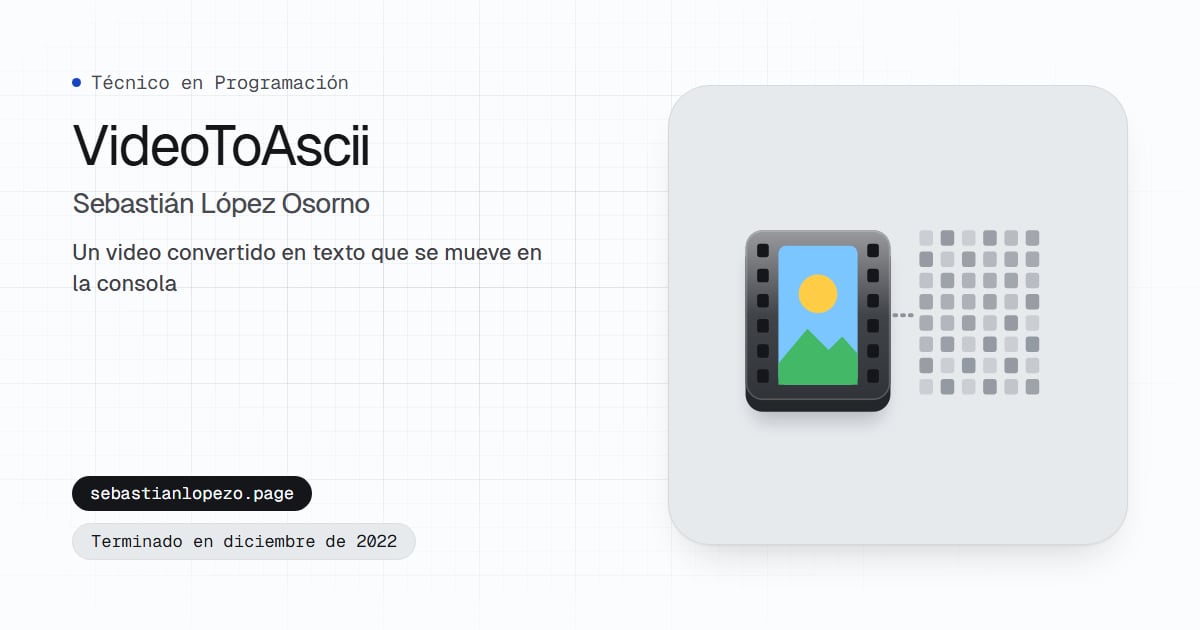 Técnico en Programación
VideoToAscii
Sebastián López Osorno
Un video convertido en texto que se mueve en
la consola
sebastianlopezo.page
Terminado en diciembre de 2022